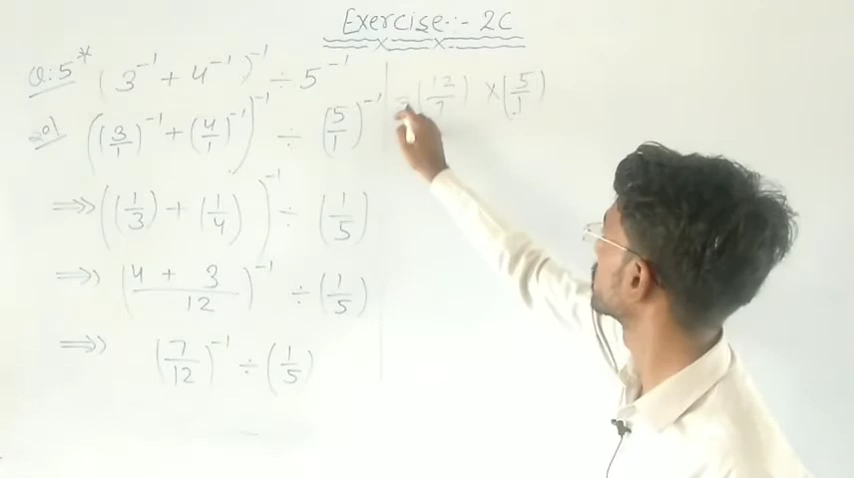 Exercise:- 2C
Q:5* (3⁻¹ + 4⁻¹)⁻¹ ÷ 5⁻¹
((3/1)⁻¹ + (4/1)⁻¹)⁻¹ ÷ (5/1)⁻¹
⇒ ((1/3) + (1/4))⁻¹ ÷ (1/5)
⇒ (4 + 3/12)⁻¹ ÷ (1/5)
⇒ (7/12)⁻¹ ÷ (1/5)
(12/7) × (5/1)